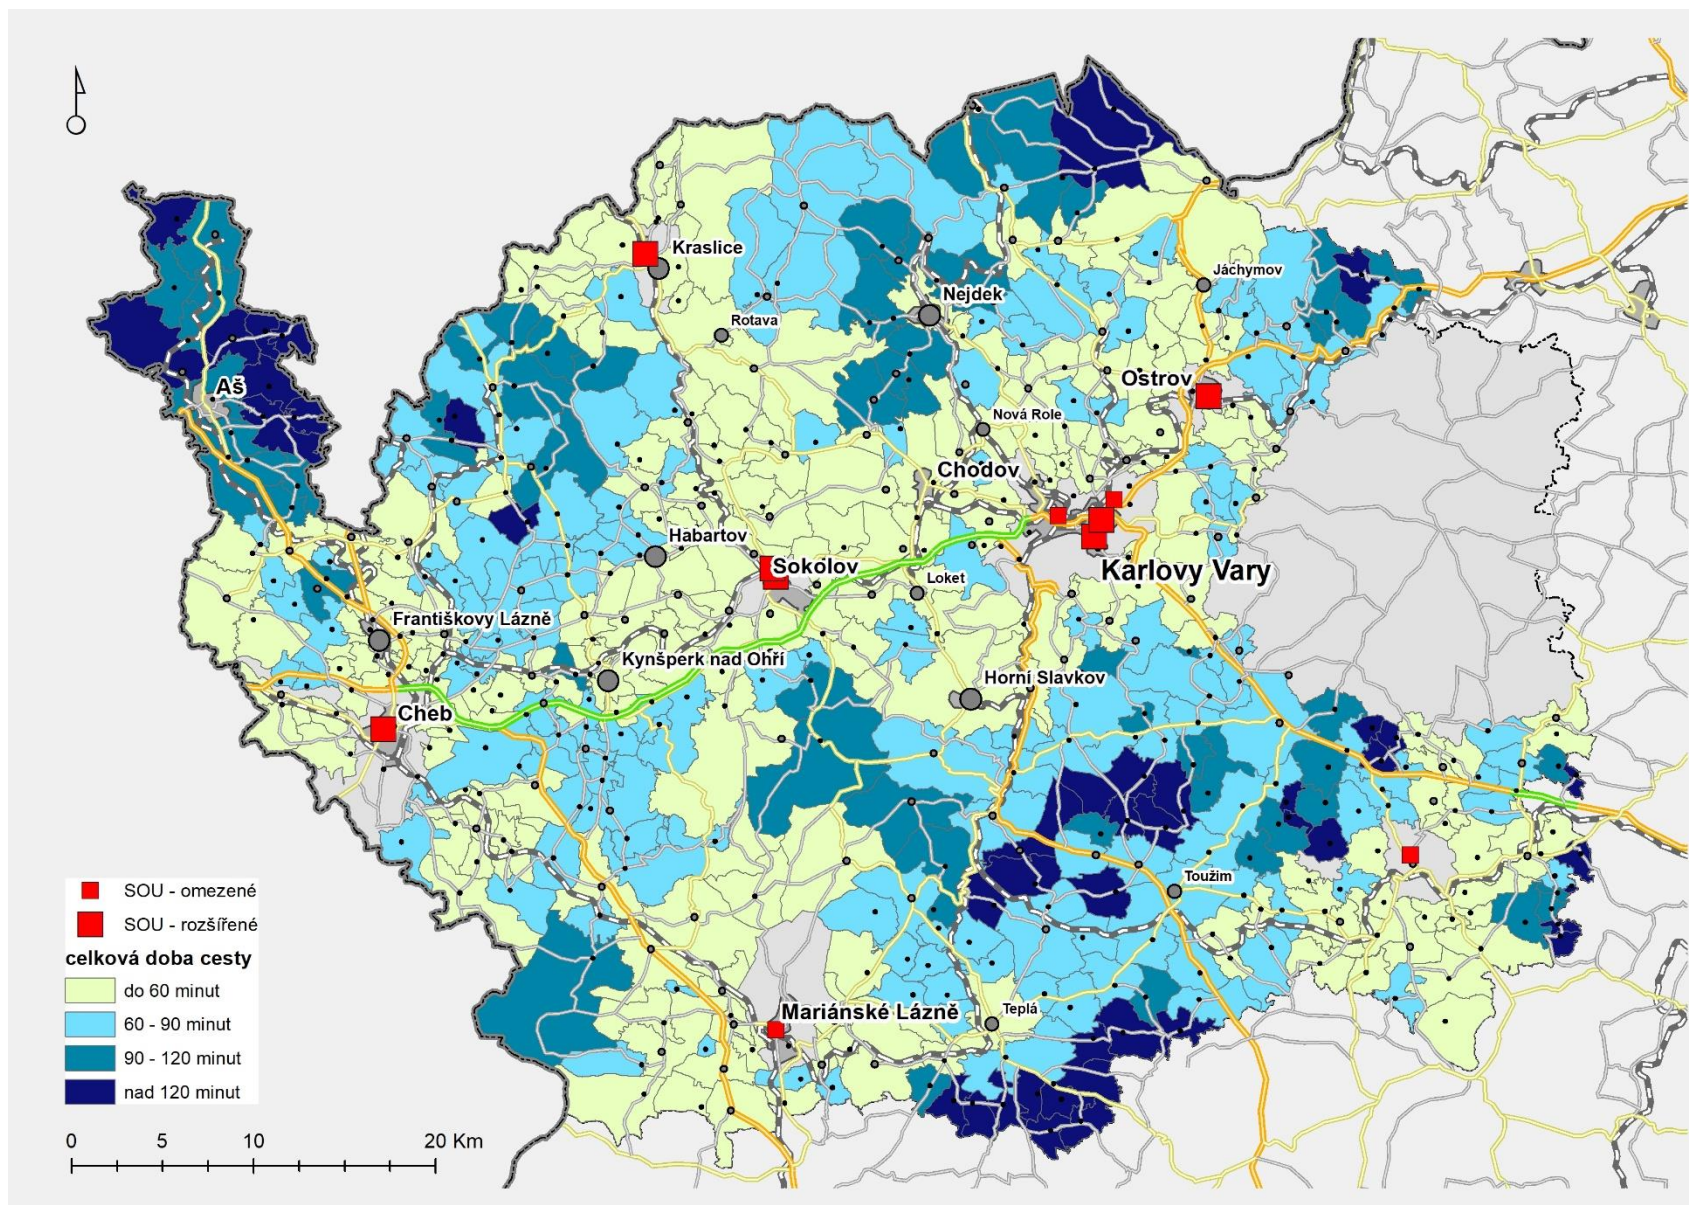 Kraslice
Jáchymov
Nejdek
Rotava
Aš
Ostrov
Nová Role
Chodov
Habartov
Sokolov
Karlovy Vary
Loket
Františkovy Lázně
Kynšperk nad Ohří
Horní Slavkov
Cheb
Toužim
Mariánské Lázně
Teplá
SOU - omezené
SOU - rozšířené
celková doba cesty
do 60 minut
60 - 90 minut
90 - 120 minut
nad 120 minut
0 5 10 20 Km